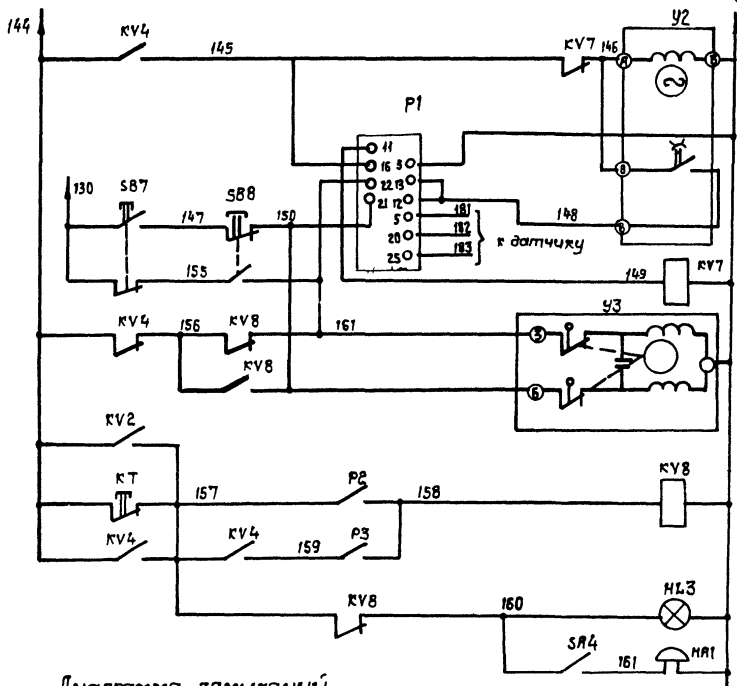 144
KV4
145
KV7
146
У2
А
Б
P1
11
16
3
22
13
21
12
5
20
25
8
Б
130
SB7
147
SB8
150
181
182
183
к датчику
148
155
149
KV7
KV4
156
KV8
161
У3
3
Б
KV8
KV2
KT
157
P2
158
KV8
KV4
KV4
159
P3
KV8
160
HL3
SA4
161
HA1